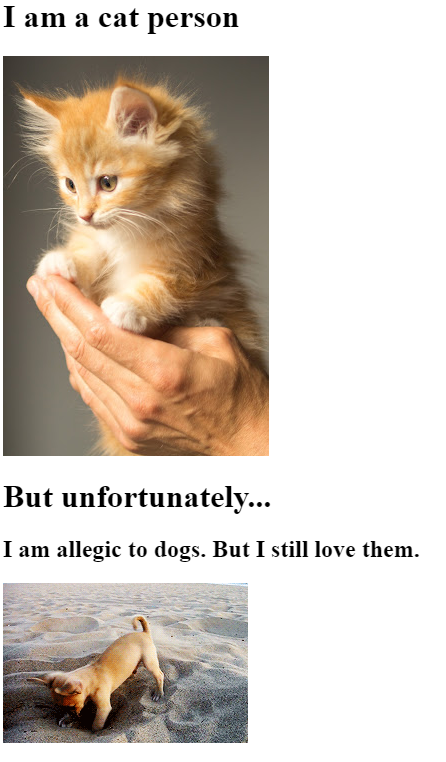 I am a cat person
But unfortunately...
I am allegic to dogs. But I still love them.